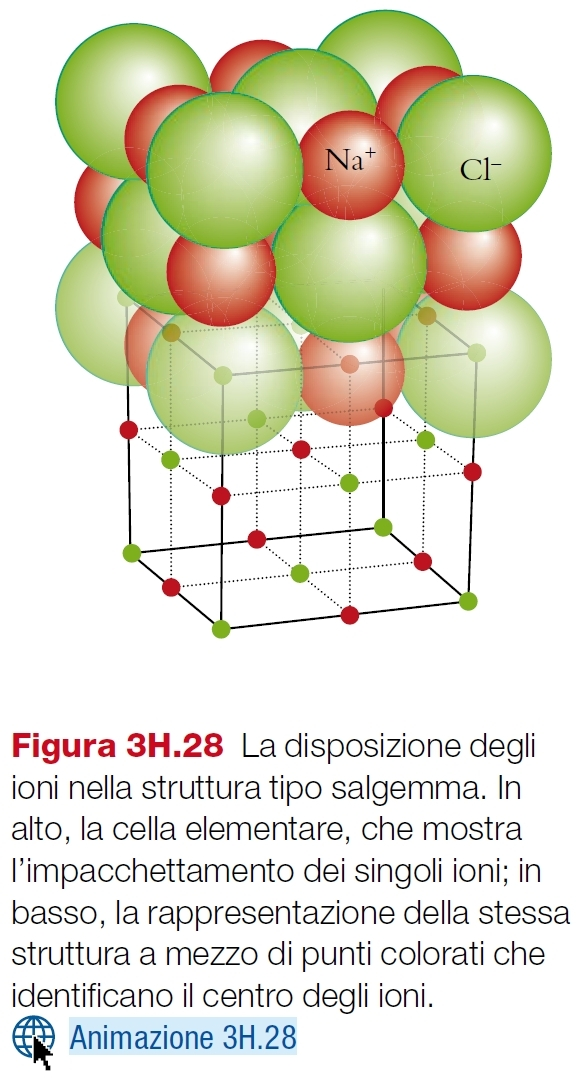 Na⁺
Cl⁻
Figura 3H.28 La disposizione degli
ioni nella struttura tipo salgemma. In
alto, la cella elementare, che mostra
l’impacchettamento dei singoli ioni; in
basso, la rappresentazione della stessa
struttura a mezzo di punti colorati che
identificano il centro degli ioni.
Animazione 3H.28